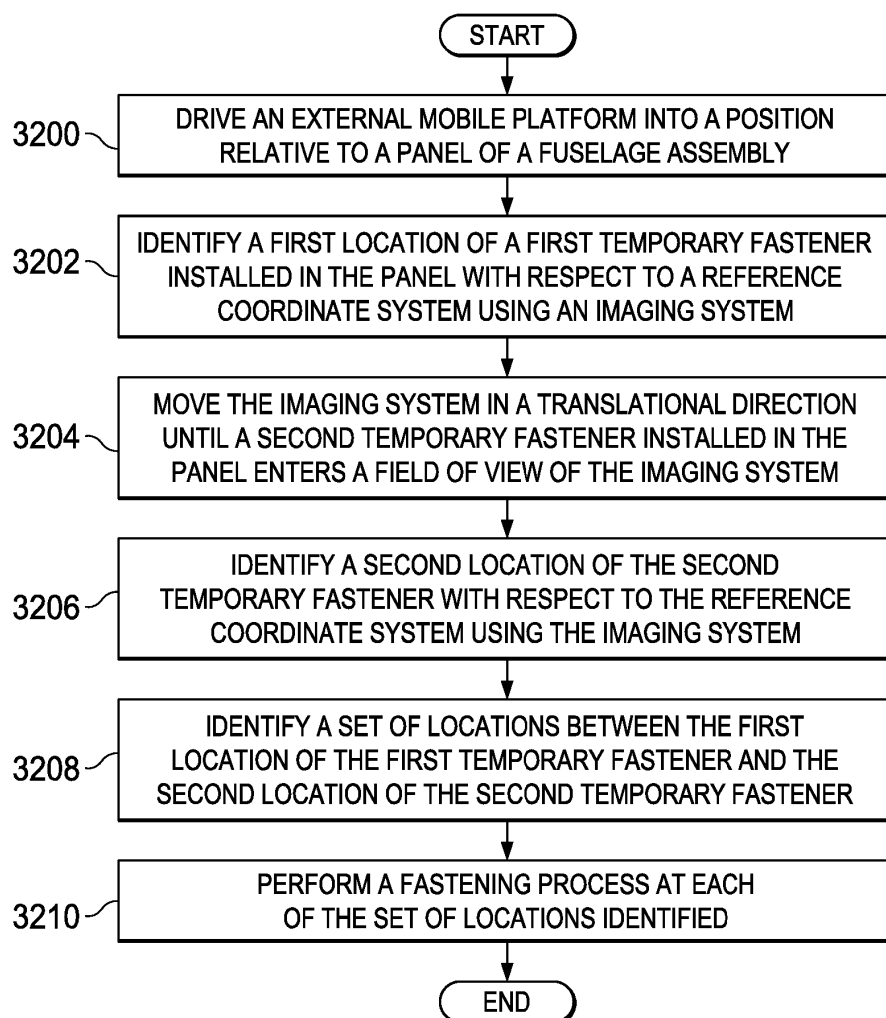 START
3200
DRIVE AN EXTERNAL MOBILE PLATFORM INTO A POSITION
RELATIVE TO A PANEL OF A FUSELAGE ASSEMBLY
3202
IDENTIFY A FIRST LOCATION OF A FIRST TEMPORARY FASTENER
INSTALLED IN THE PANEL WITH RESPECT TO A REFERENCE
COORDINATE SYSTEM USING AN IMAGING SYSTEM
3204
MOVE THE IMAGING SYSTEM IN A TRANSLATIONAL DIRECTION
UNTIL A SECOND TEMPORARY FASTENER INSTALLED IN THE
PANEL ENTERS A FIELD OF VIEW OF THE IMAGING SYSTEM
3206
IDENTIFY A SECOND LOCATION OF THE SECOND
TEMPORARY FASTENER WITH RESPECT TO THE REFERENCE
COORDINATE SYSTEM USING THE IMAGING SYSTEM
3208
IDENTIFY A SET OF LOCATIONS BETWEEN THE FIRST
LOCATION OF THE FIRST TEMPORARY FASTENER AND THE
SECOND LOCATION OF THE SECOND TEMPORARY FASTENER
3210
PERFORM A FASTENING PROCESS AT EACH
OF THE SET OF LOCATIONS IDENTIFIED
END